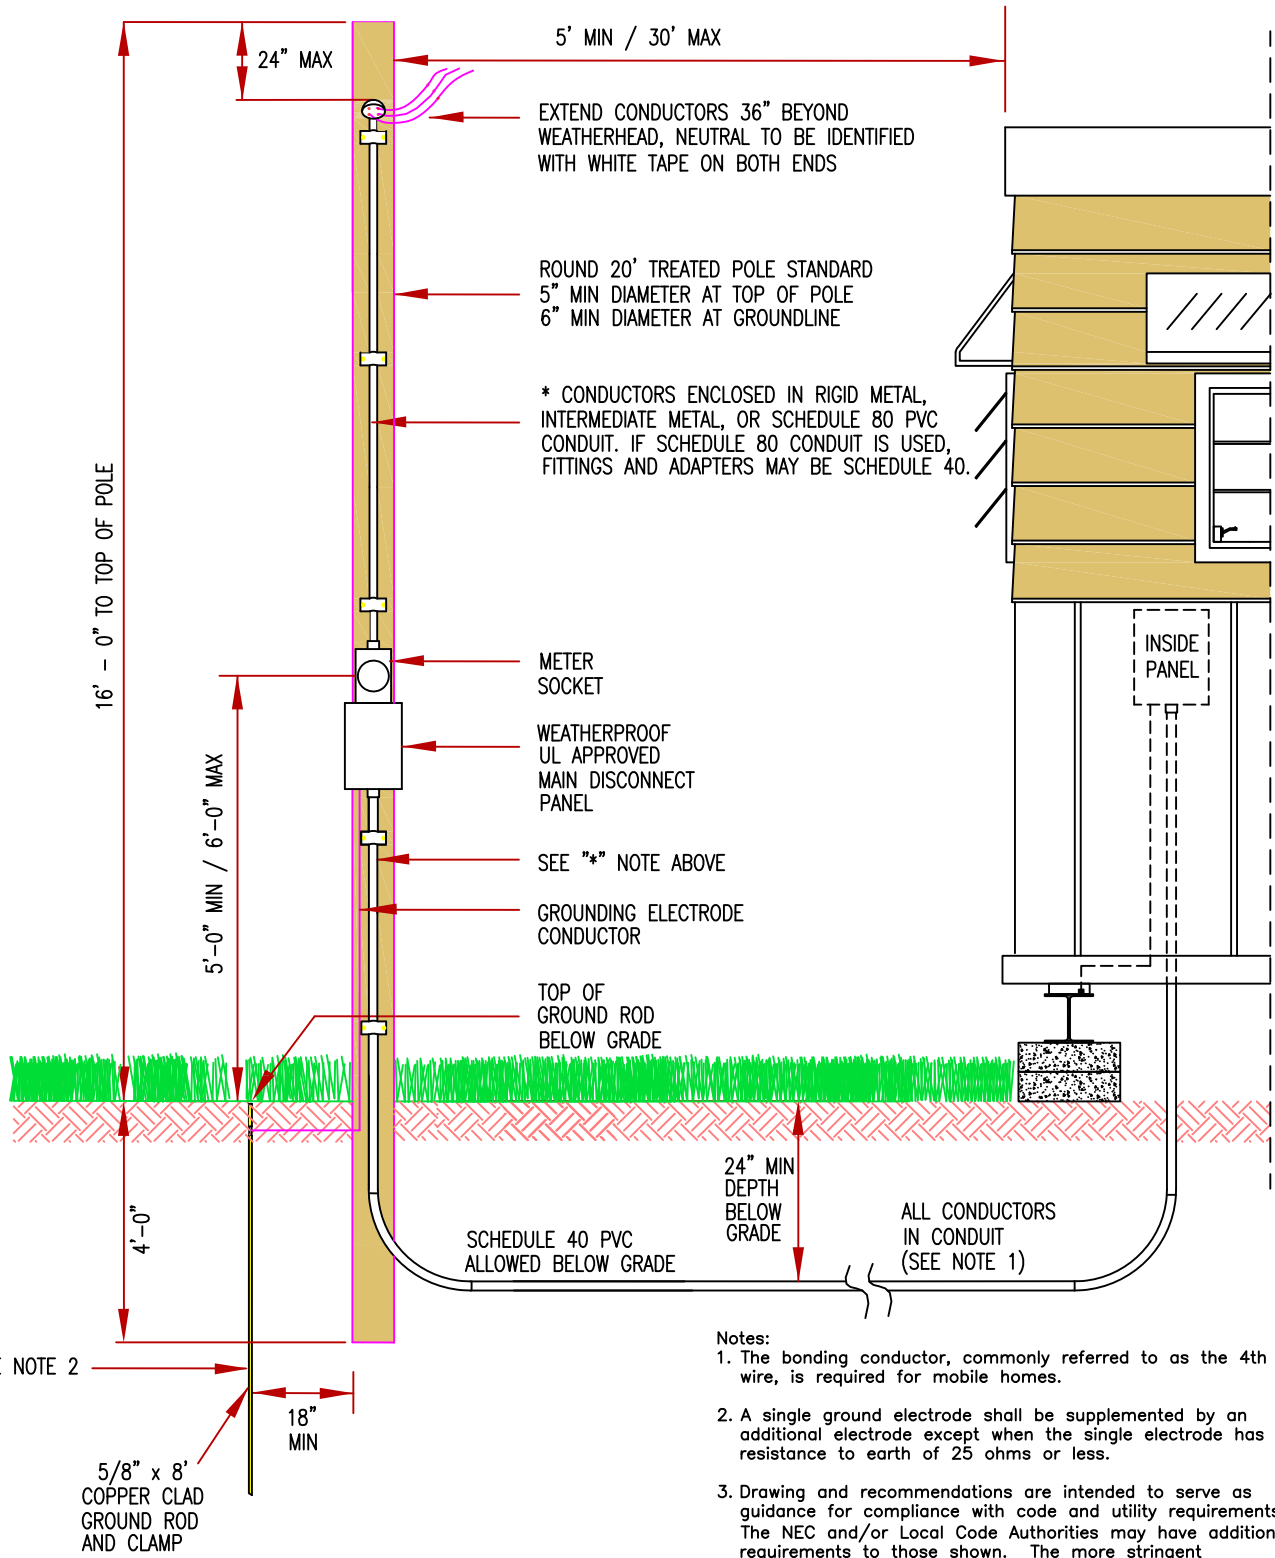 5' MIN / 30' MAX
24" MAX
EXTEND CONDUCTORS 36" BEYOND
WEATHERHEAD, NEUTRAL TO BE IDENTIFIED
WITH WHITE TAPE ON BOTH ENDS
ROUND 20' TREATED POLE STANDARD
5" MIN DIAMETER AT TOP OF POLE
6" MIN DIAMETER AT GROUNDLINE
* CONDUCTORS ENCLOSED IN RIGID METAL,
INTERMEDIATE METAL, OR SCHEDULE 80 PVC
CONDUIT. IF SCHEDULE 80 CONDUIT IS USED,
FITTINGS AND ADAPTERS MAY BE SCHEDULE 40.
16' - 0" TO TOP OF POLE
METER
SOCKET
INSIDE
PANEL
WEATHERPROOF
UL APPROVED
MAIN DISCONNECT
PANEL
5'-0" MIN / 6'-0" MAX
SEE "*" NOTE ABOVE
GROUNDING ELECTRODE
CONDUCTOR
TOP OF
GROUND ROD
BELOW GRADE
24" MIN
DEPTH
BELOW
GRADE
4'-0"
SCHEDULE 40 PVC
ALLOWED BELOW GRADE
ALL CONDUCTORS
IN CONDUIT
(SEE NOTE 1)
NOTE 2
18"
MIN
5/8" x 8'
COPPER CLAD
GROUND ROD
AND CLAMP
Notes:
1. The bonding conductor, commonly referred to as the 4th
wire, is required for mobile homes.
2. A single ground electrode shall be supplemented by an
additional electrode except when the single electrode has
resistance to earth of 25 ohms or less.
3. Drawing and recommendations are intended to serve as
guidance for compliance with code and utility requirements
The NEC and/or Local Code Authorities may have addition
requirements to those shown. The more stringent